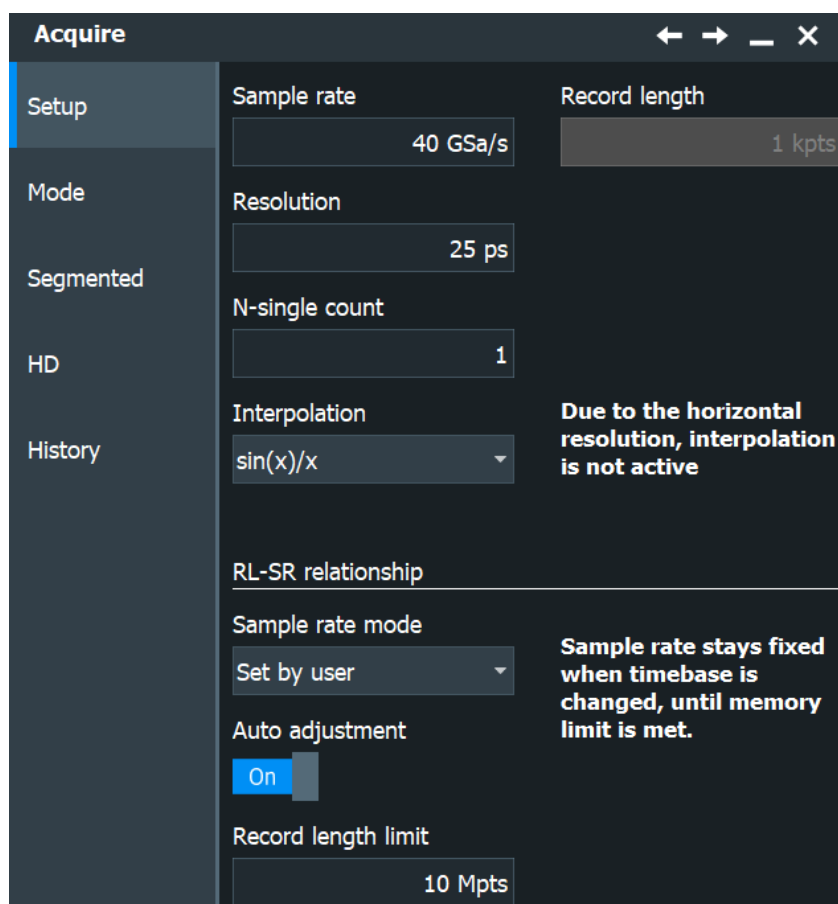 Acquire
Setup
Mode
Segmented
HD
History
Sample rate
40 GSa/s
Record length
1 kpts
Resolution
25 ps
N-single count
1
Interpolation
sin(x)/x
Due to the horizontal
resolution, interpolation
is not active
RL-SR relationship
Sample rate mode
Set by user
Sample rate stays fixed
when timebase is
changed, until memory
limit is met.
Auto adjustment
On
Record length limit
10 Mpts